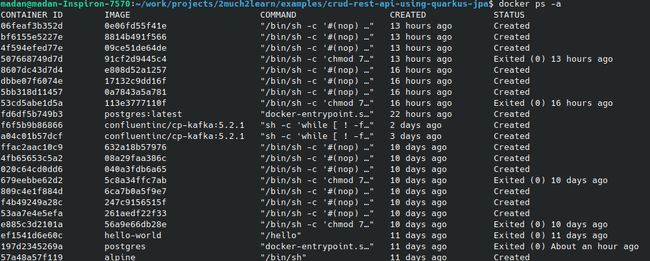 madan@madan-Inspiron-7570:~/work/projects/2much2learn/examples/crud-rest-api-using-quarkus-jpa$ docker ps -a
CONTAINER ID IMAGE COMMAND CREATED STATUS
06feaf3b352d 0e06fd55f41e "/bin/sh -c '#(nop) …" 13 hours ago Created
bf6155e5227e 8814b491f566 "/bin/sh -c '#(nop) …" 13 hours ago Created
4f594efed77e 09ce51de64de "/bin/sh -c '#(nop) …" 13 hours ago Created
507668749d7d 91cf2d9445c4 "/bin/sh -c 'chmod 7…" 13 hours ago Exited (0) 13 hours ago
8607dc43d7d4 e808d52a1257 "/bin/sh -c '#(nop) …" 16 hours ago Created
dbbe07f6074e 17132c9dd16f "/bin/sh -c '#(nop) …" 16 hours ago Created
5bb318d11457 0a7843a5a781 "/bin/sh -c '#(nop) …" 16 hours ago Created
53cd5abe1d5a 113e3777110f "/bin/sh -c 'chmod 7…" 16 hours ago Exited (0) 16 hours ago
fd6df5b749b3 postgres:latest "docker-entrypoint.s…" 22 hours ago Created
f6f5b9b86866 confluentinc/cp-kafka:5.2.1 "sh -c 'while [ ! -f…" 2 days ago Created
a04c01b57dcf confluentinc/cp-kafka:5.2.1 "sh -c 'while [ ! -f…" 3 days ago Created
ffac2aac10c9 632a18b57976 "/bin/sh -c '#(nop) …" 10 days ago Created
4fb65653c5a2 08a29faa386c "/bin/sh -c '#(nop) …" 10 days ago Created
020c64cd0dd6 040a3fdb6a65 "/bin/sh -c '#(nop) …" 10 days ago Created
679eebbe62d2 5c8a34ffc7ab "/bin/sh -c 'chmod 7…" 10 days ago Exited (0) 10 days ago
809c4e1f884d 6ca7b0a5f9e7 "/bin/sh -c '#(nop) …" 10 days ago Created
f4b49249a28c 247c9156515f "/bin/sh -c '#(nop) …" 10 days ago Created
53aa7e4e5efa 261aedf22f33 "/bin/sh -c '#(nop) …" 10 days ago Created
e885c3d2101a 56a9e66db28e "/bin/sh -c 'chmod 7…" 10 days ago Exited (0) 10 days ago
ef1541d6e60c hello-world "/hello" 11 days ago Exited (0) 11 days ago
197d2345269a postgres "docker-entrypoint.s…" 11 days ago Exited (0) About an hour ago
57a48a57f119 alpine "/bin/sh" 11 days ago Created